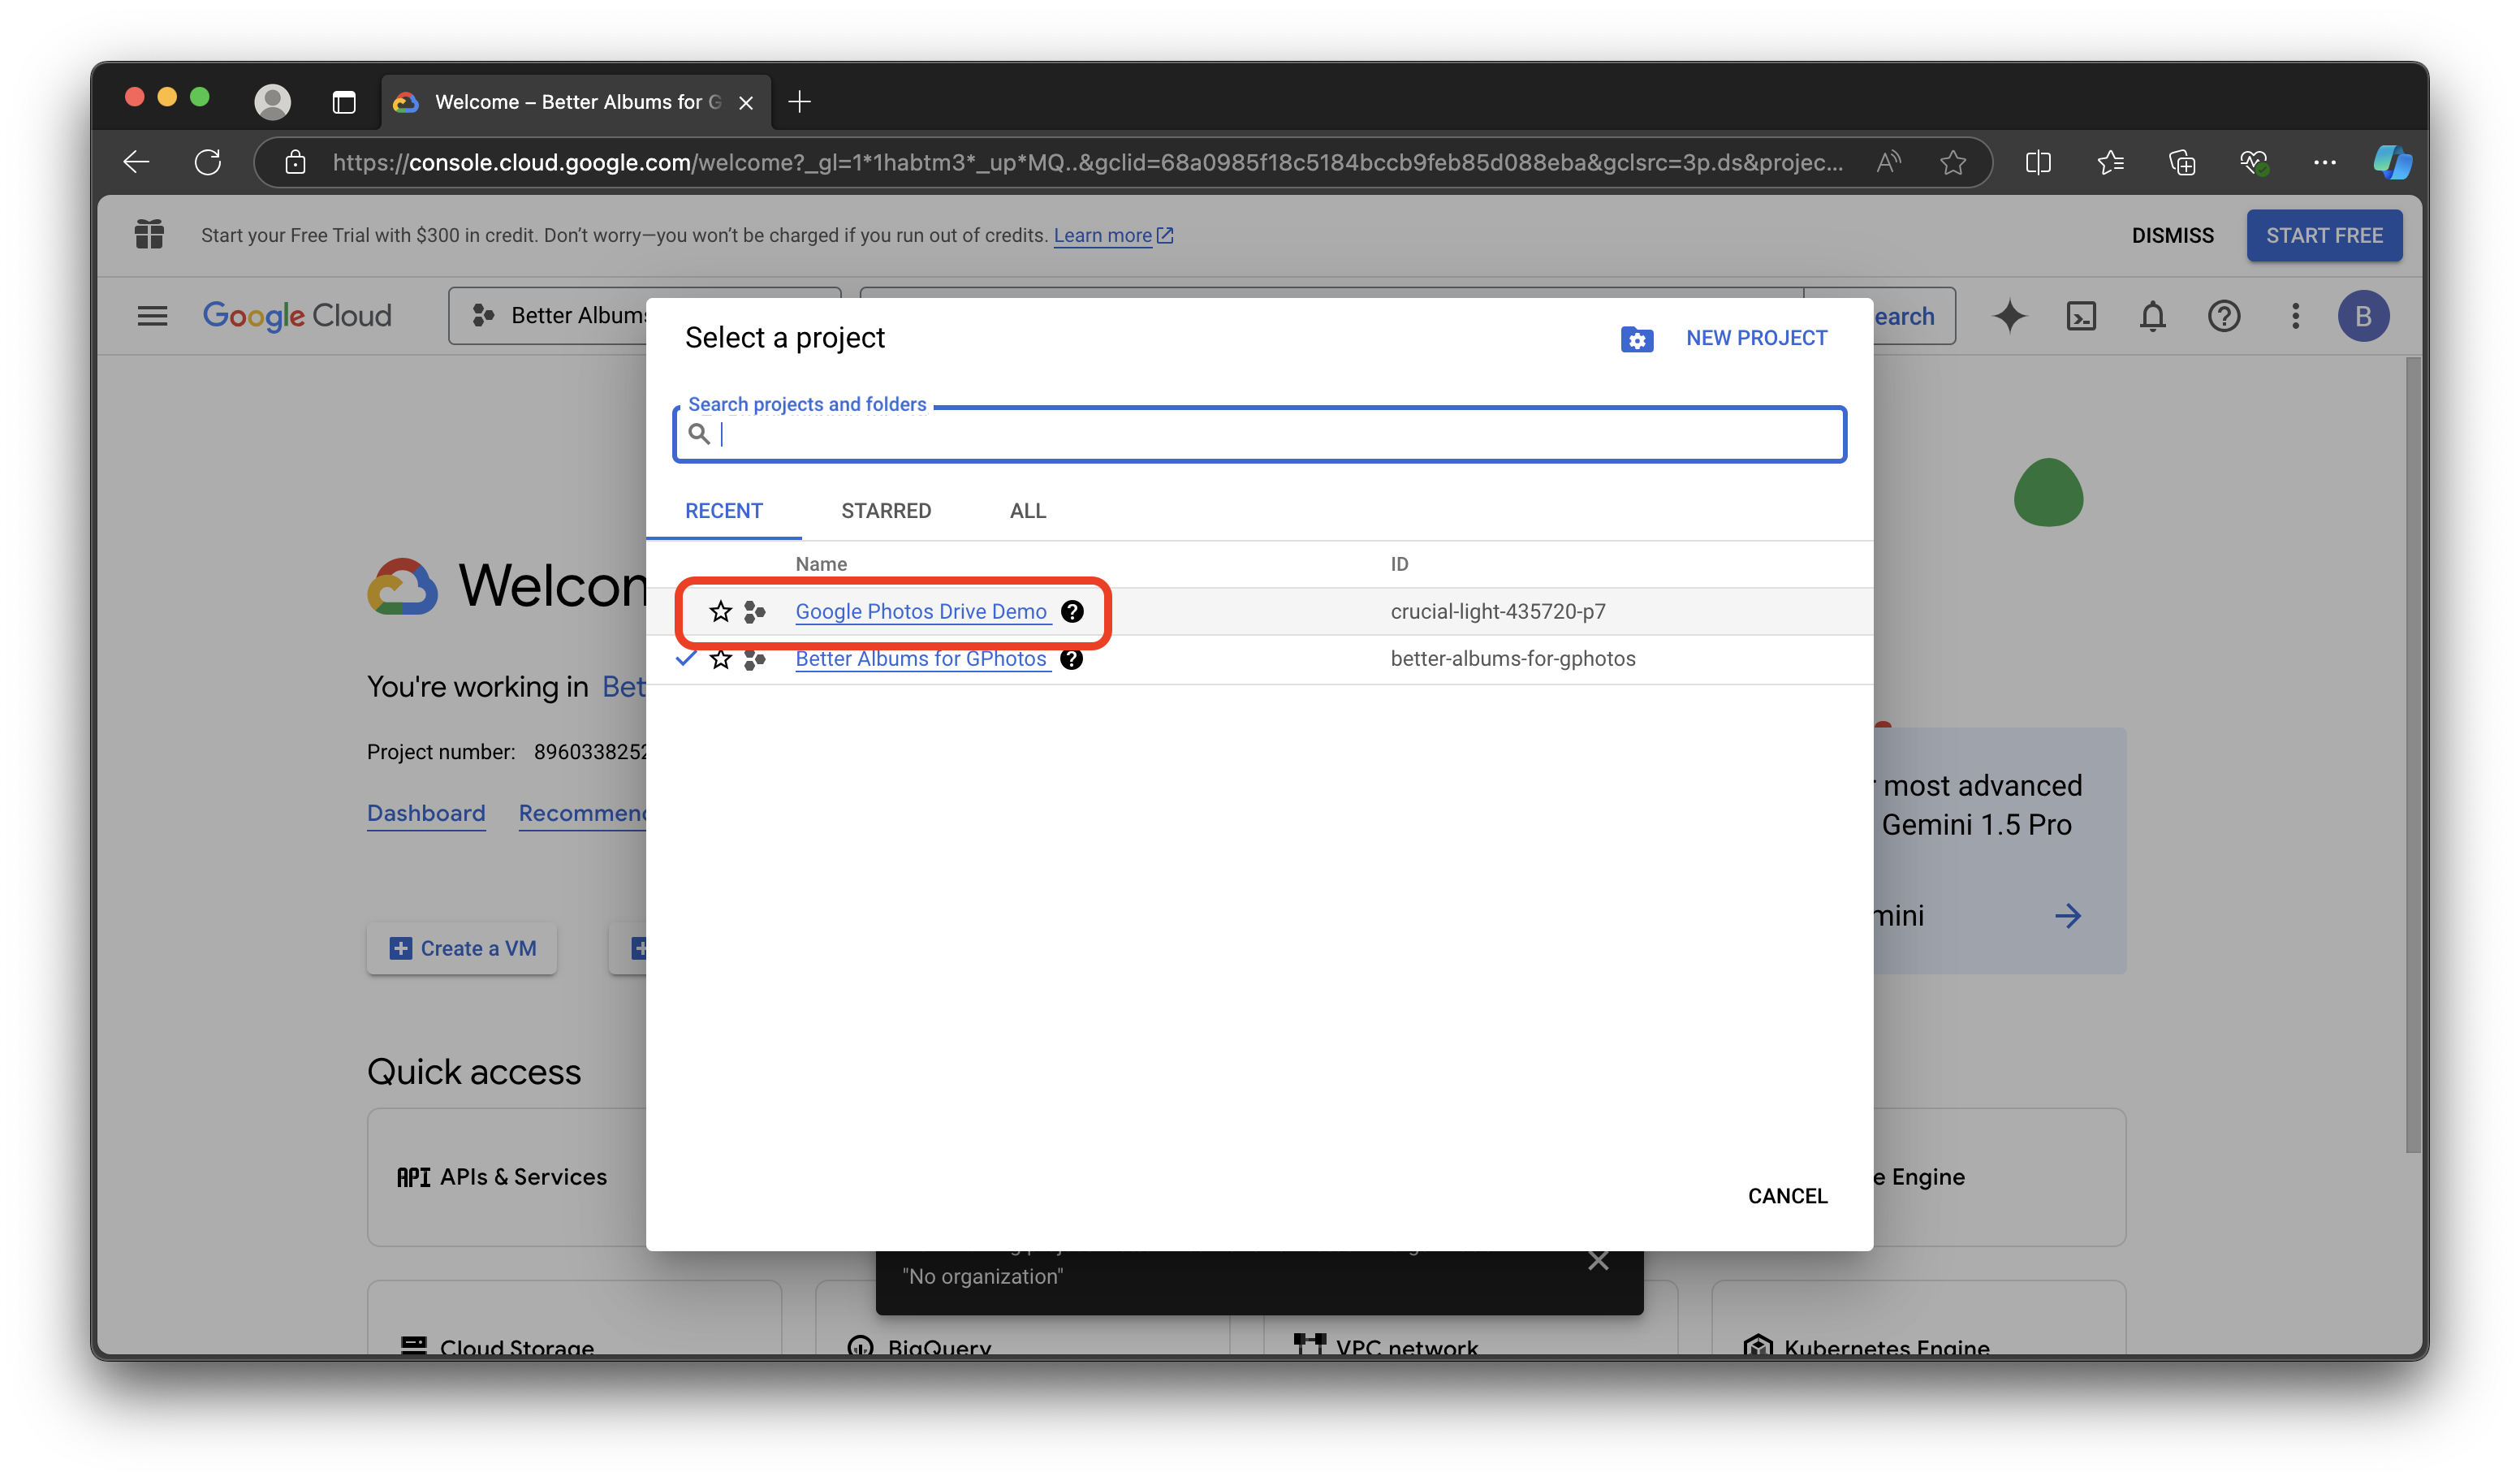 Welcome – Better Albums for G
https://console.cloud.google.com/welcome?_gl=1*1habtm3*_up*MQ..&gclid=68a0985f18c5184bccb9feb85d088eba&gclsrc=3p.ds&projec...
Start your Free Trial with $300 in credit. Don't worry—you won't be charged if you run out of credits. Learn more
DISMISS
START FREE
Google Cloud
Better Albums
earch
B
Select a project
NEW PROJECT
Search projects and folders
RECENT STARRED ALL
Name ID
Google Photos Drive Demo crucial-light-435720-p7
Better Albums for GPhotos better-albums-for-gphotos
CANCEL
Welcom
You're working in Bet
Project number: 8960338252
Dashboard Recommend
most advanced
Gemini 1.5 Pro
mini
Create a VM
Quick access
API APIs & Services
e Engine
"No organization"
Cloud Storage
BigQuery
VPC network
Kubernetes Engine